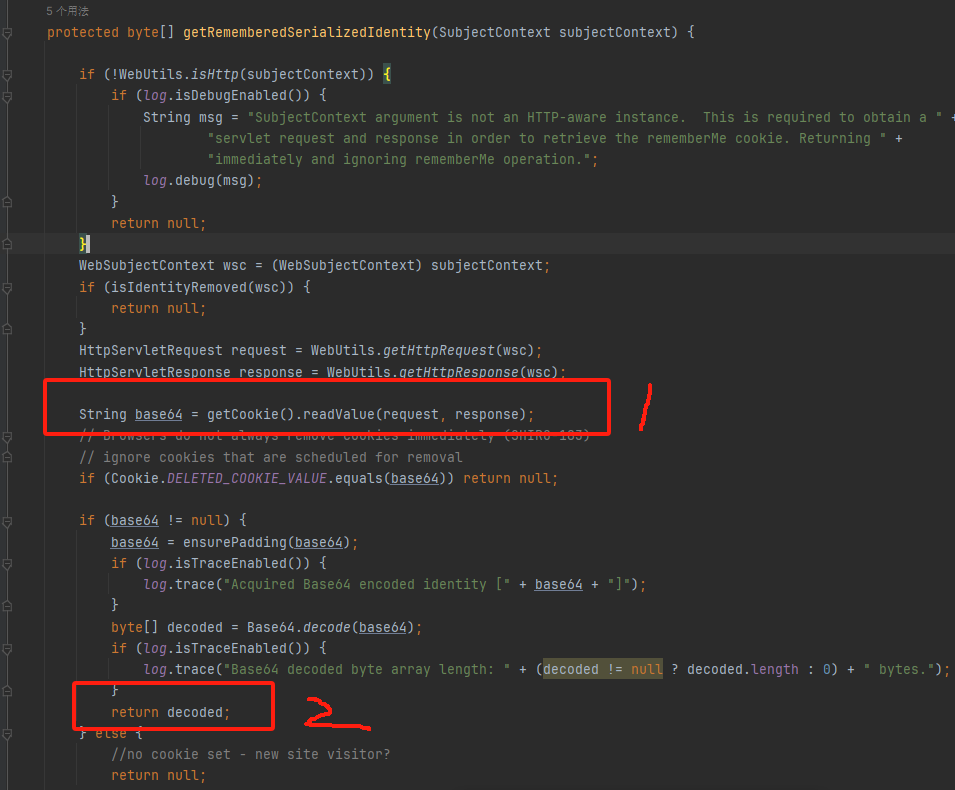 5 个用法
protected byte[] getRememberedSerializedIdentity(SubjectContext subjectContext) {
if (!WebUtils.isHttp(subjectContext)) {
if (log.isDebugEnabled()) {
String msg = "SubjectContext argument is not an HTTP-aware instance.  This is required to obtain a " +
"servlet request and response in order to retrieve the rememberMe cookie. Returning " +
"immediately and ignoring rememberMe operation.";
log.debug(msg);
}
return null;
}
WebSubjectContext wsc = (WebSubjectContext) subjectContext;
if (isIdentityRemoved(wsc)) {
return null;
}
HttpServletRequest request = WebUtils.getHttpRequest(wsc);
HttpServletResponse response = WebUtils.getHttpResponse(wsc);
String base64 = getCookie().readValue(request, response);
1
// Browsers do not always remove cookies immediately (SHIRO-183)
// ignore cookies that are scheduled for removal
if (Cookie.DELETED_COOKIE_VALUE.equals(base64)) return null;
if (base64 != null) {
base64 = ensurePadding(base64);
if (log.isTraceEnabled()) {
log.trace("Acquired Base64 encoded identity [" + base64 + "]");
}
byte[] decoded = Base64.decode(base64);
if (log.isTraceEnabled()) {
log.trace("Base64 decoded byte array length: " + (decoded != null ? decoded.length : 0) + " bytes.");
}
return decoded;
2
} else {
//no cookie set - new site visitor?
return null;